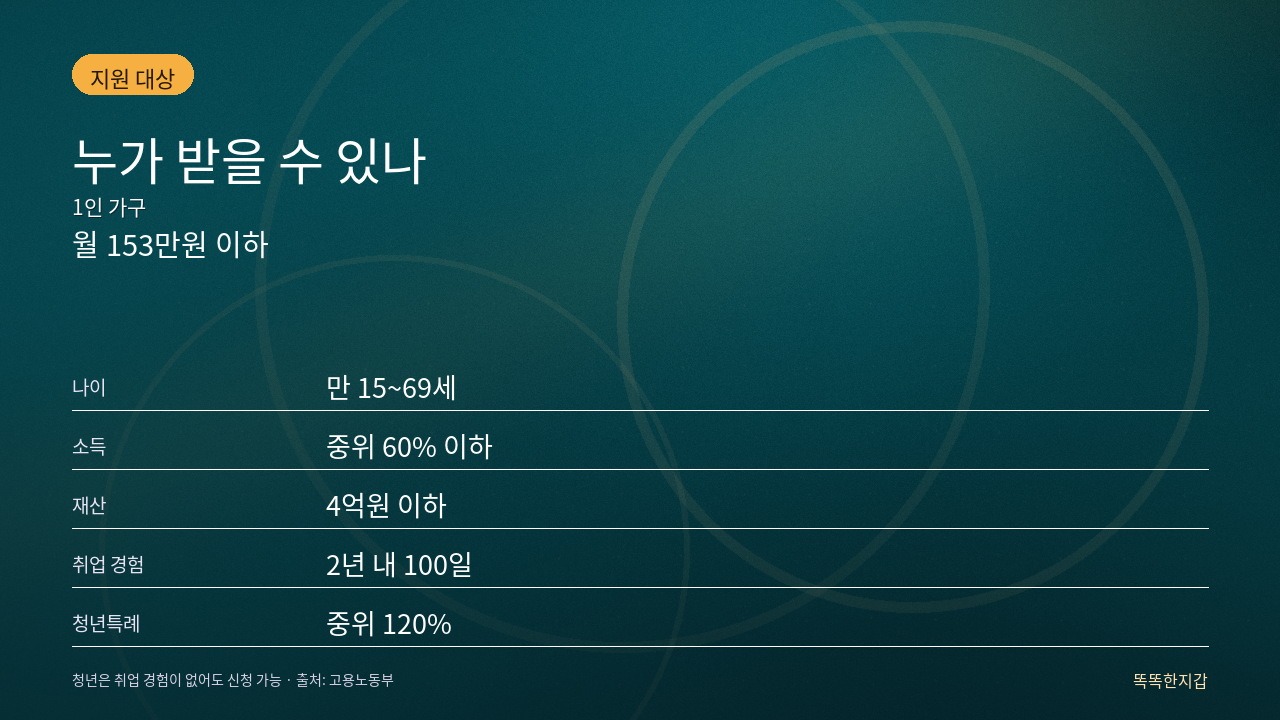 지원 대상
누가 받을 수 있나
1인 가구
월 153만원 이하
나이 만 15~69세
소득 중위 60% 이하
재산 4억원 이하
취업 경험 2년 내 100일
청년특례 중위 120%
청년은 취업 경험이 없어도 신청 가능 · 출처: 고용노동부
똑똑한지갑